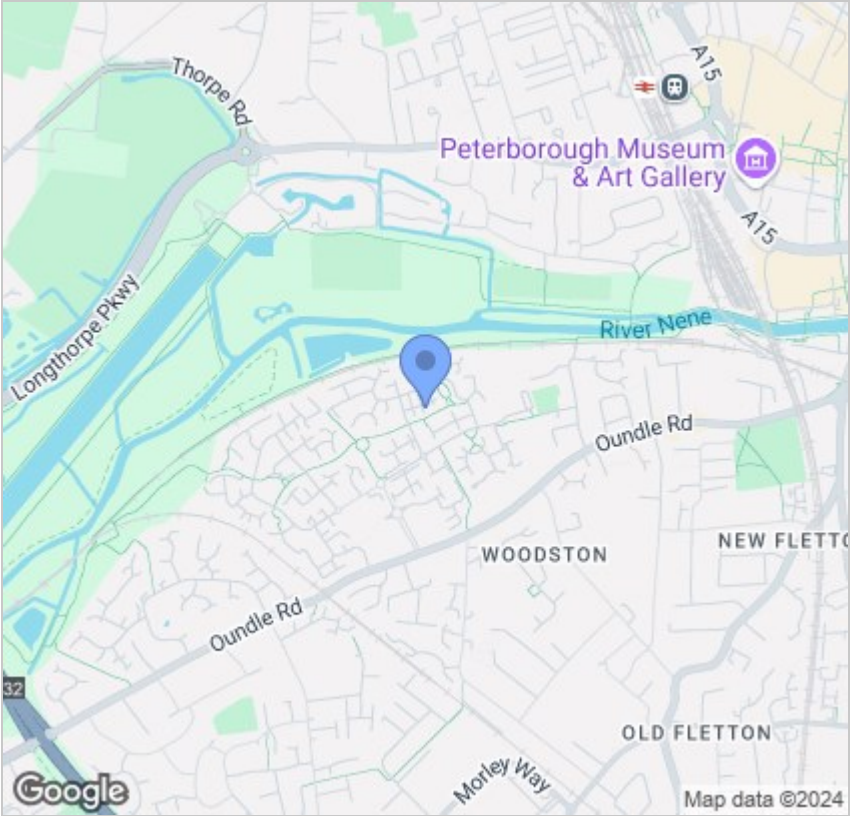 A15
Thorpe Rd
Peterborough Museum
& Art Gallery
A15
Longthorpe Pkwy
River Nene
Oundle Rd
WOODSTON
NEW FLETTO
Oundle Rd
32
OLD FLETTON
Morley Way
Google
Map data ©2024